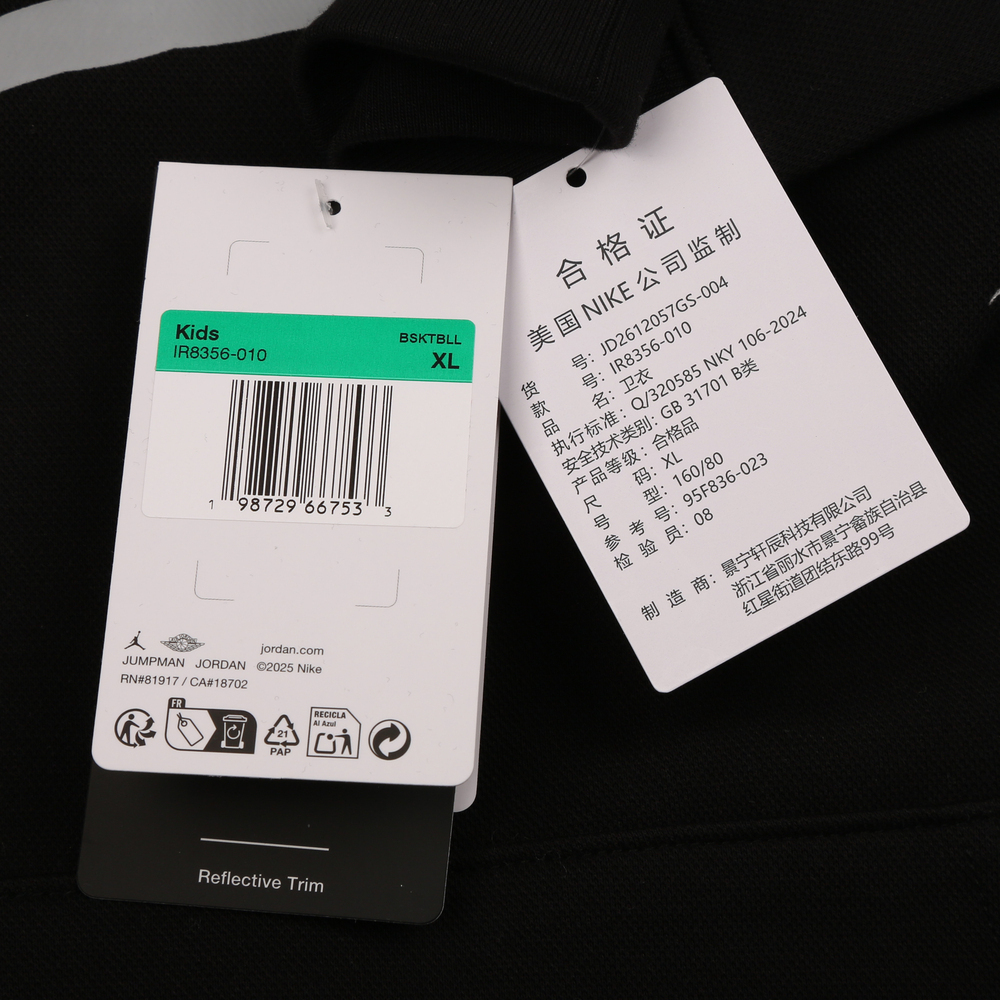 Kids
IR8356-010
BSKTBLL
XL
1 98729 66753 3
JUMPMAN JORDAN
jordan.com
©2025 Nike
RN#81917 / CA#18702
FR
21
PAP
RECICLA
Al Azul
Reflective Trim
合格证
美国NIKE公司监制
货号: JD2612057GS-004
款号: IR8356-010
品名: 卫衣
执行标准: Q/320585 NKY 106-2024
安全技术类别: GB 31701 B类
产品等级: 合格品
尺码: XL
号型: 160/80
参考号: 95F836-023
检验员: 08
制造商: 景宁轩辰科技有限公司
浙江省丽水市景宁畲族自治县
红星街道团结东路99号